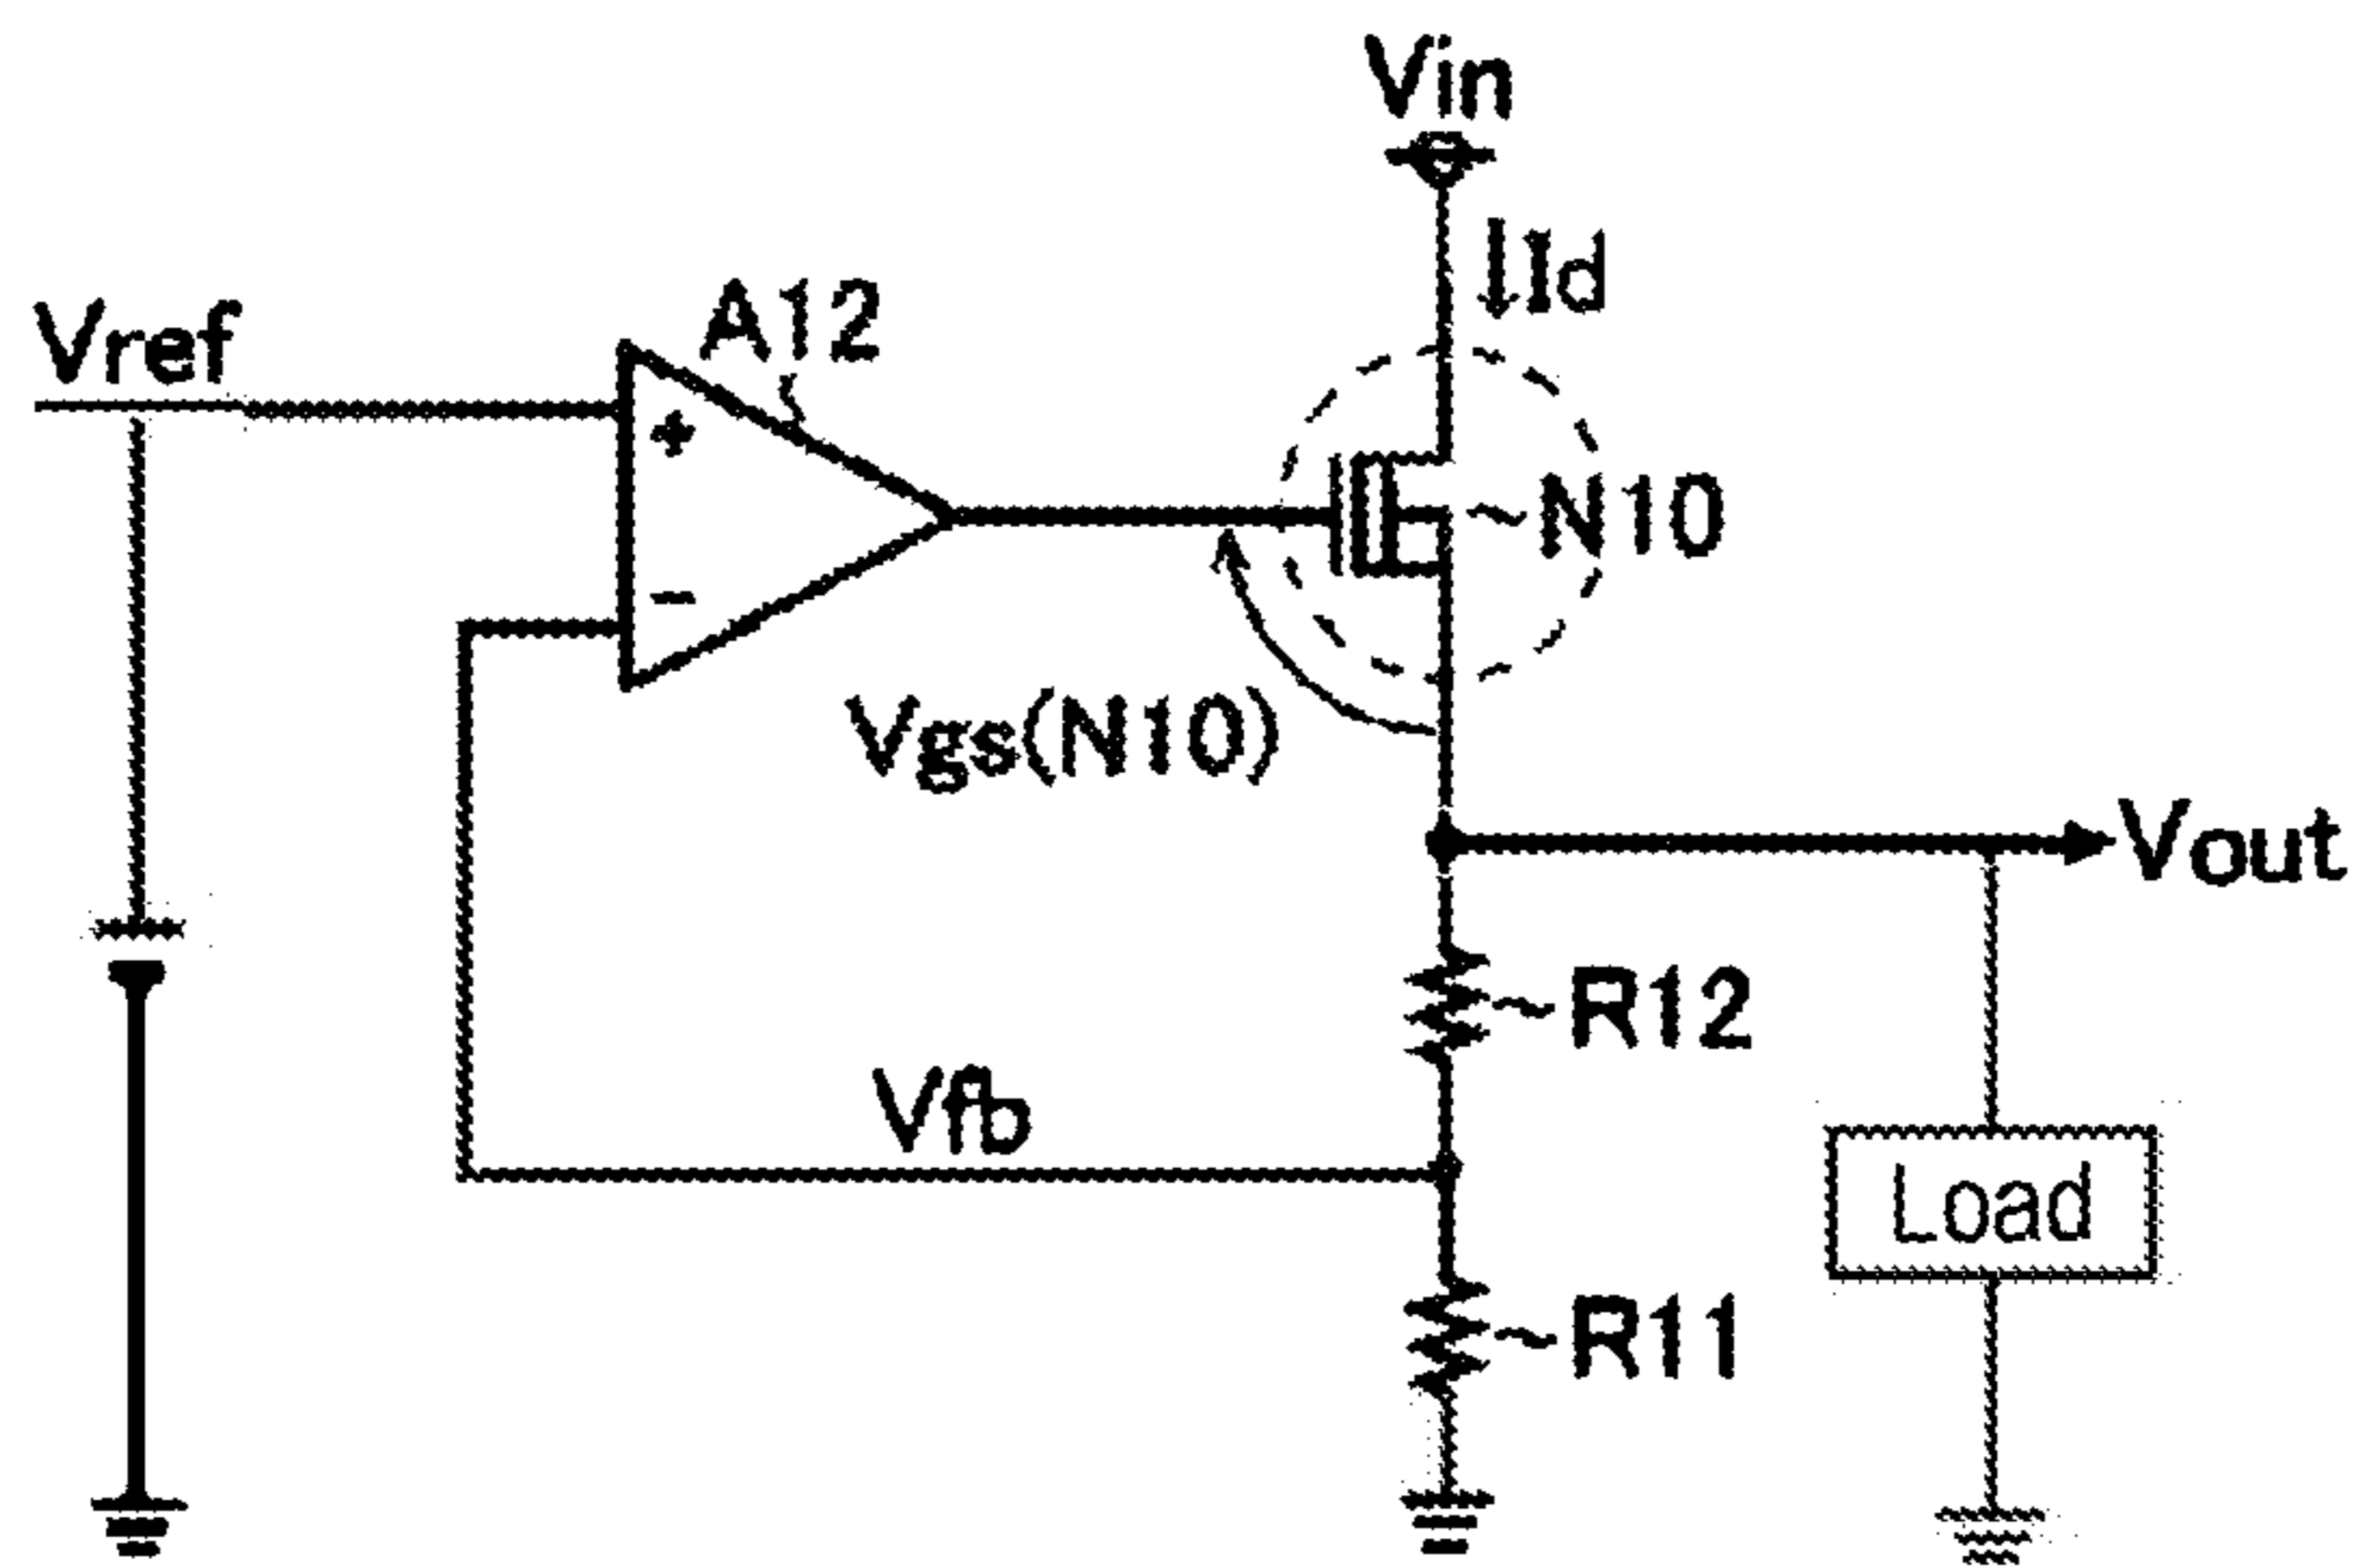 Vin
Id
Vref
A12
+
N10
-
Vgs(N10)
Vout
R12
Vfb
Load
R11